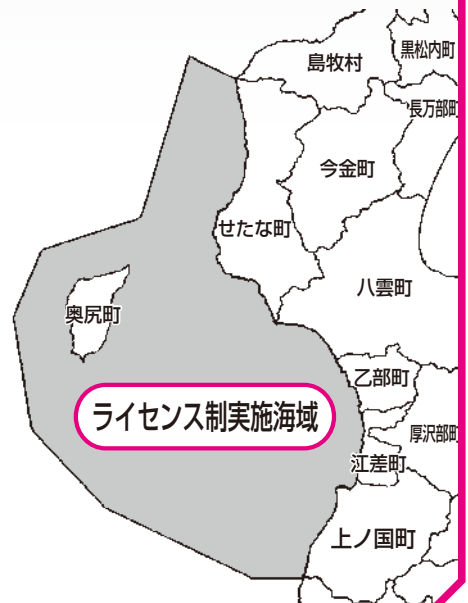 島牧村
黒松内町
長万部町
今金町
せたな町
八雲町
奥尻町
乙部町
ライセンス制実施海域
厚沢部町
江差町
上ノ国町